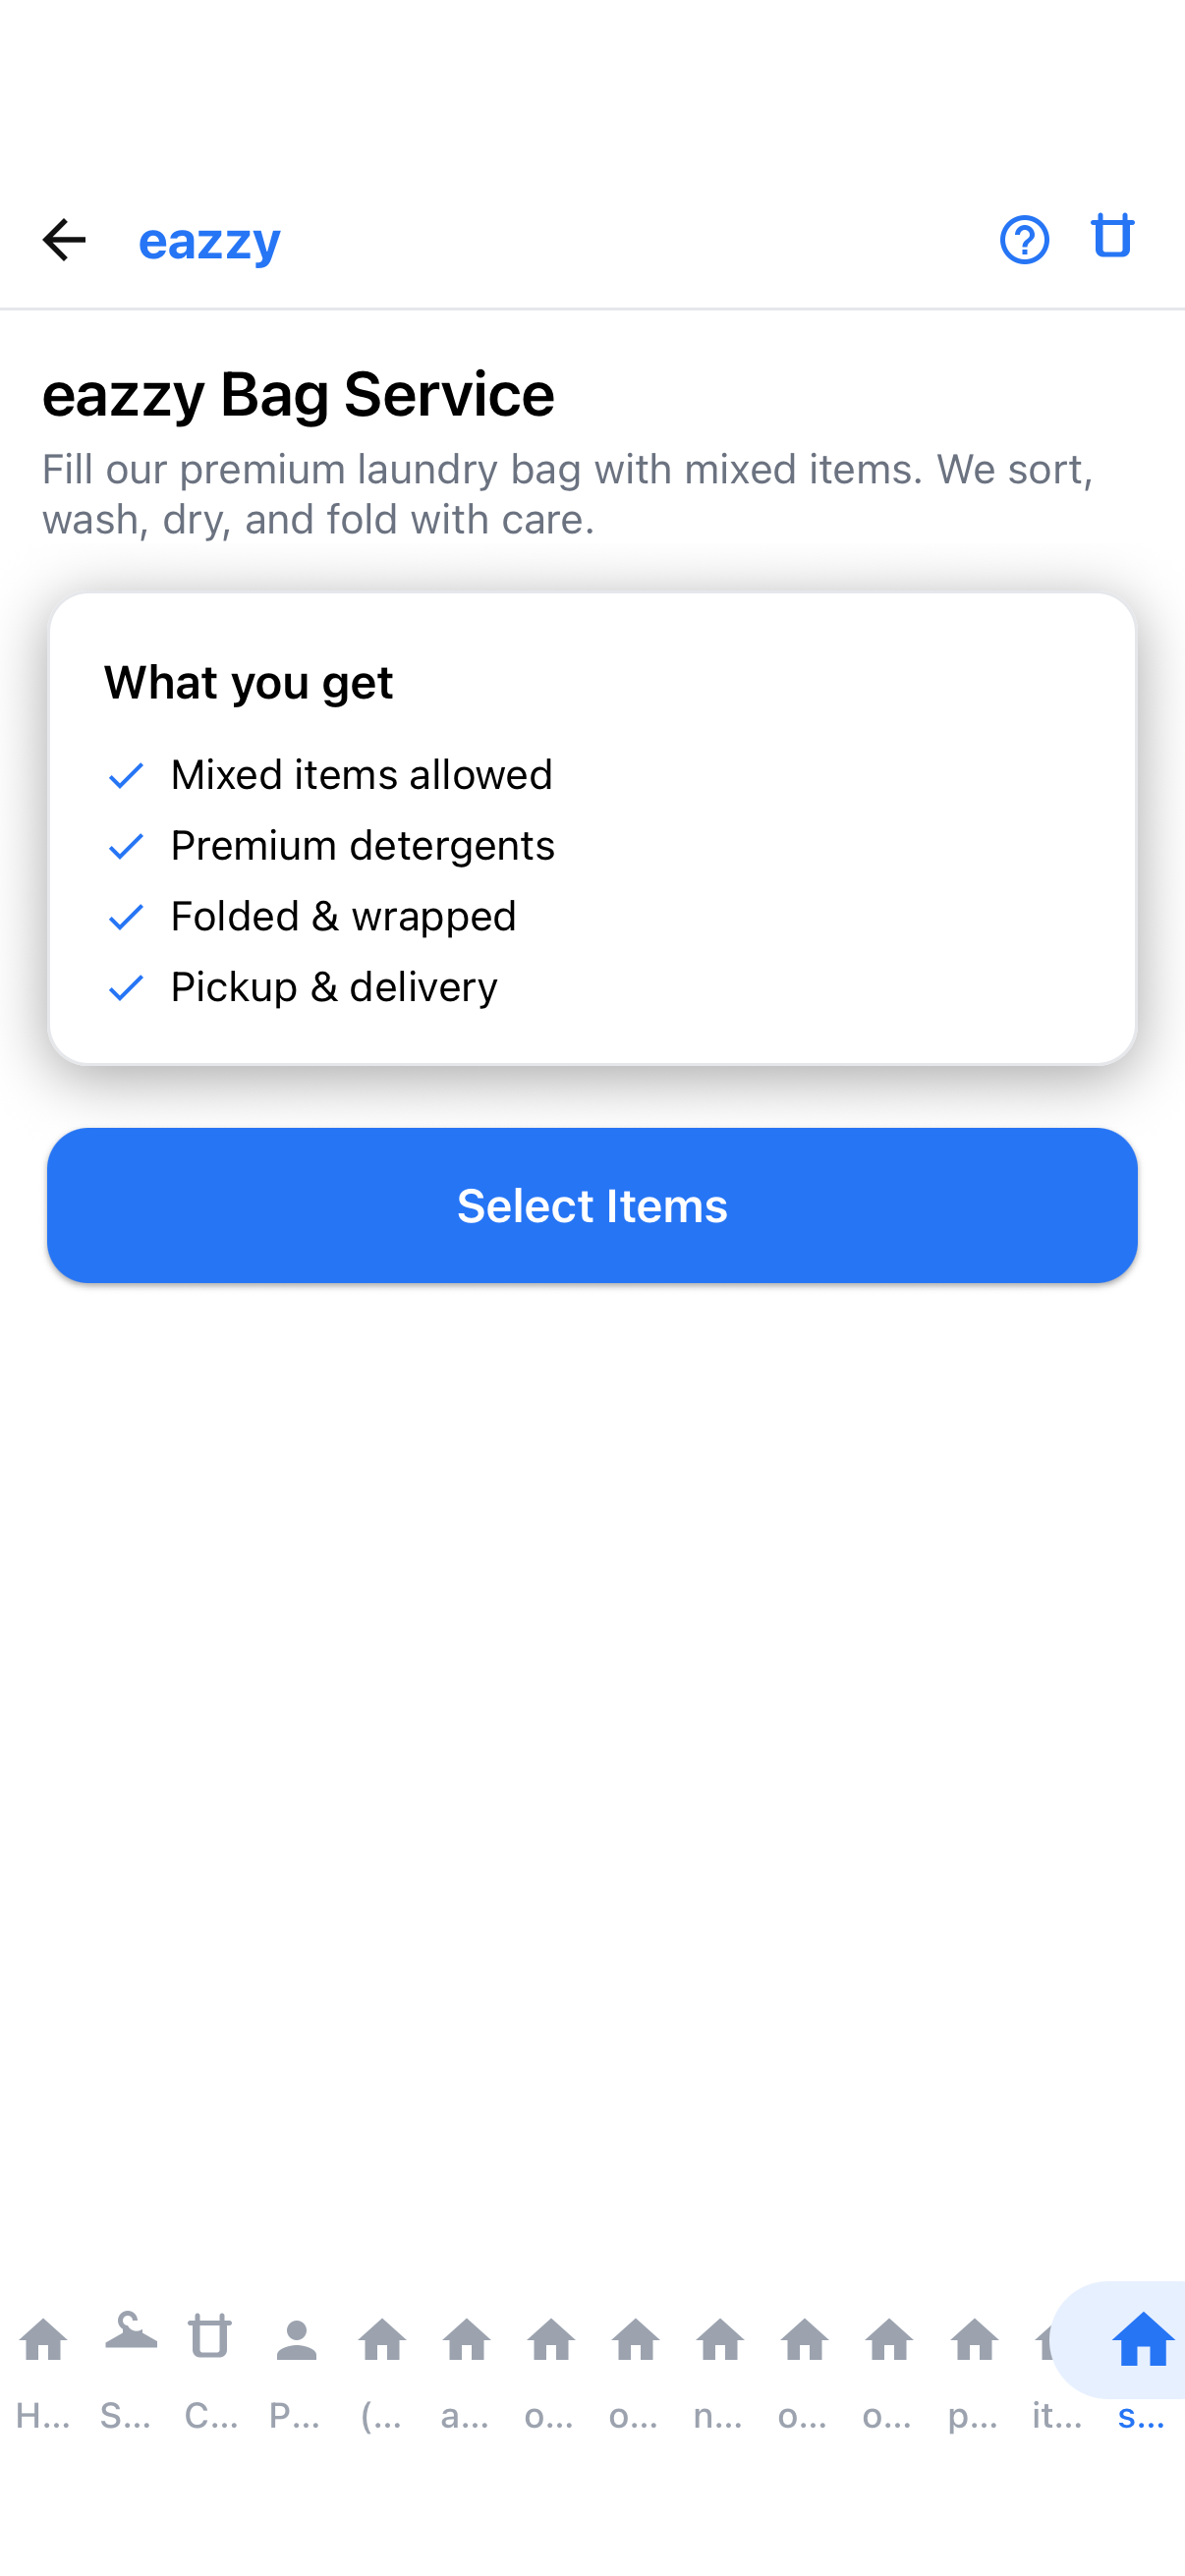 eazzy
eazzy Bag Service
Fill our premium laundry bag with mixed items. We sort,
wash, dry, and fold with care.
What you get
Mixed items allowed
Premium detergents
Folded & wrapped
Pickup & delivery
Select Items
H... S... C... P... (... a... o... o... n... o... o... p... it... s...